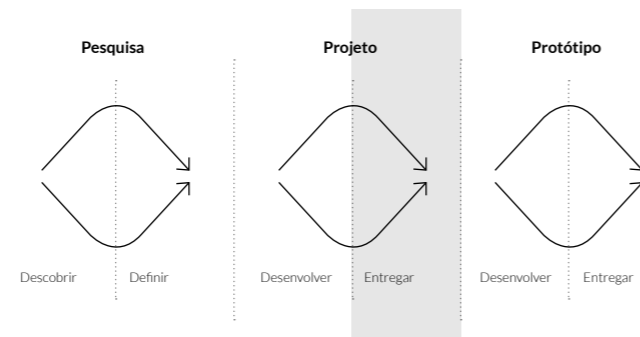 Pesquisa Projeto Protótipo
Descobrir Definir Desenvolver Entregar Desenvolver Entregar